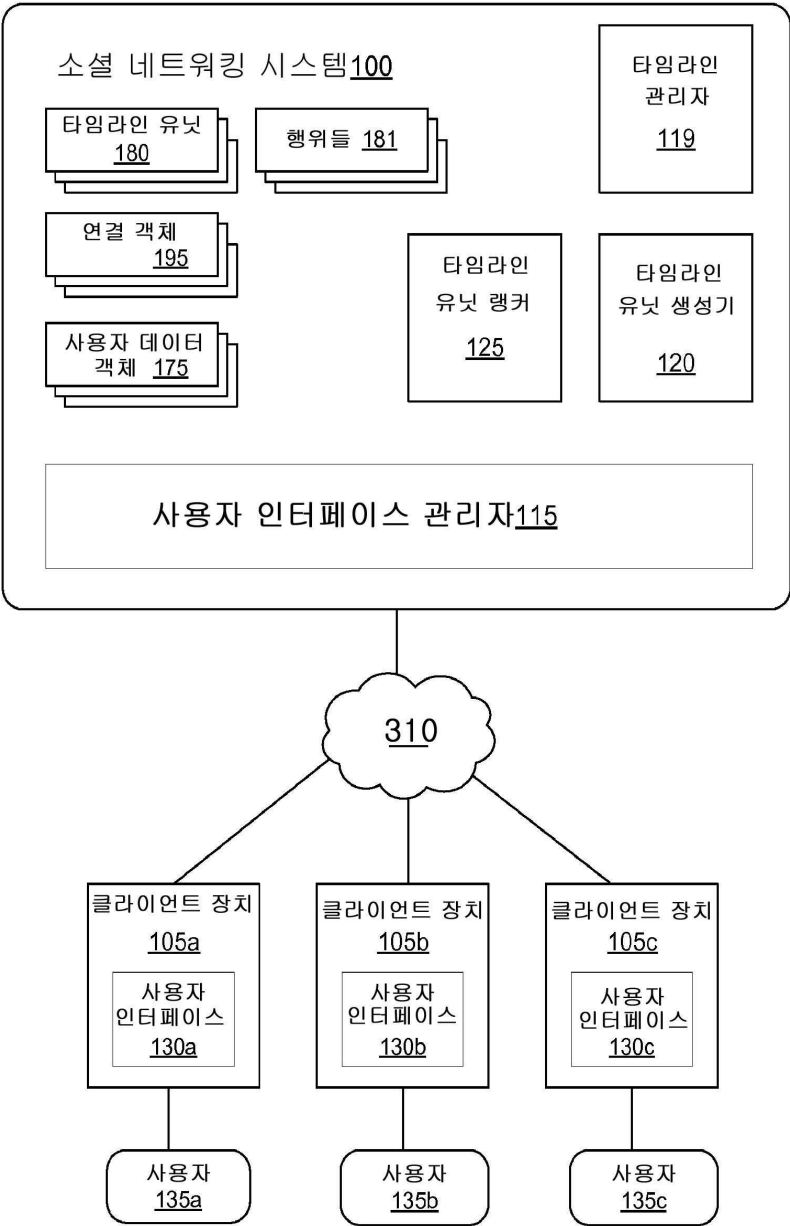 소셜 네트워킹 시스템100
타임라인
관리자
119
타임라인 유닛
180
행위들 181
연결 객체
195
타임라인
유닛 랭커
125
타임라인
유닛 생성기
120
사용자 데이터
객체 175
사용자 인터페이스 관리자115
310
클라이언트 장치
105a
사용자
인터페이스
130a
클라이언트 장치
105b
사용자
인터페이스
130b
클라이언트 장치
105c
사용자
인터페이스
130c
사용자
135a
사용자
135b
사용자
135c